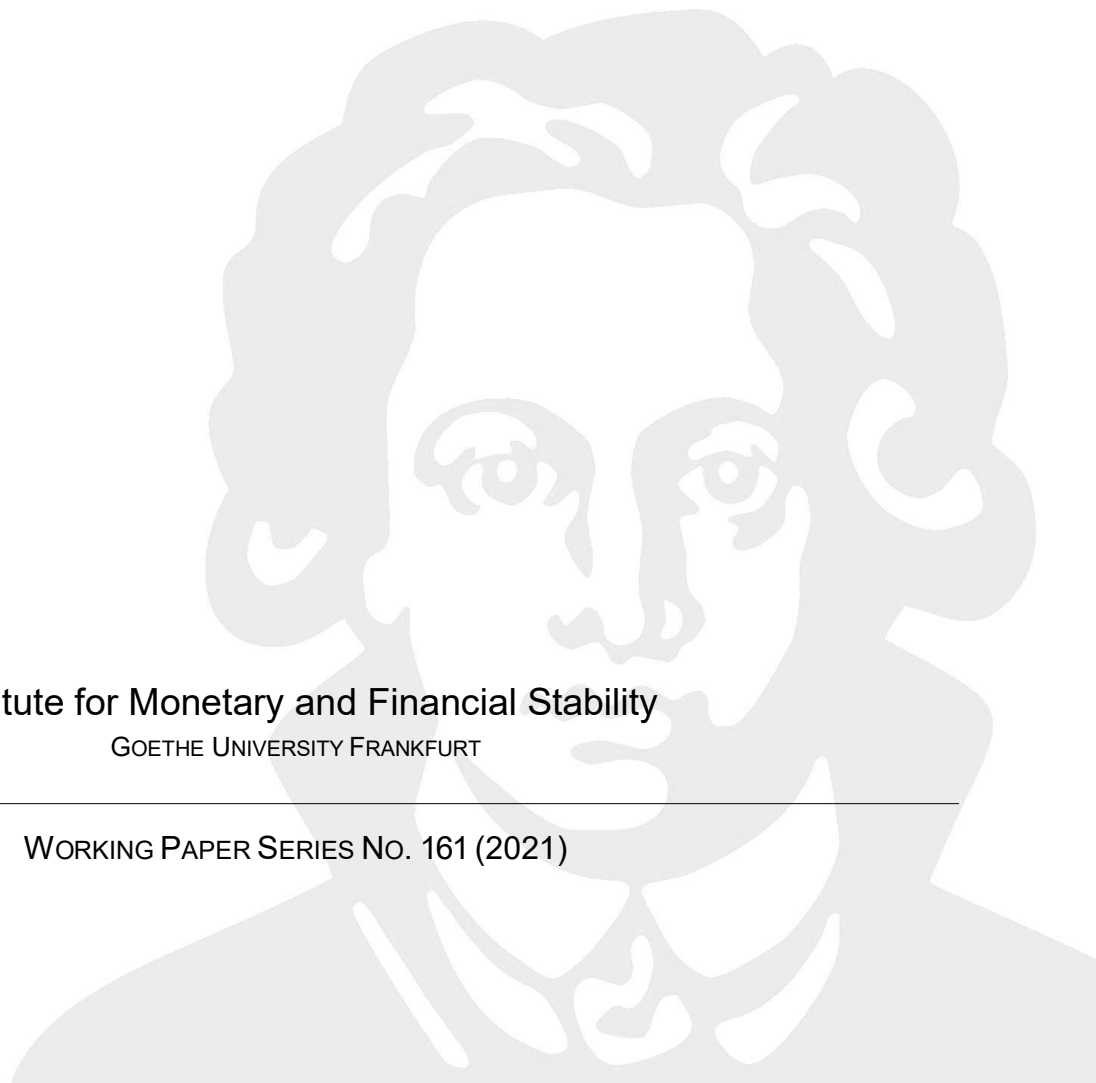 tute for Monetary and Financial Stability
GOETHE UNIVERSITY FRANKFURT
WORKING PAPER SERIES NO. 161 (2021)